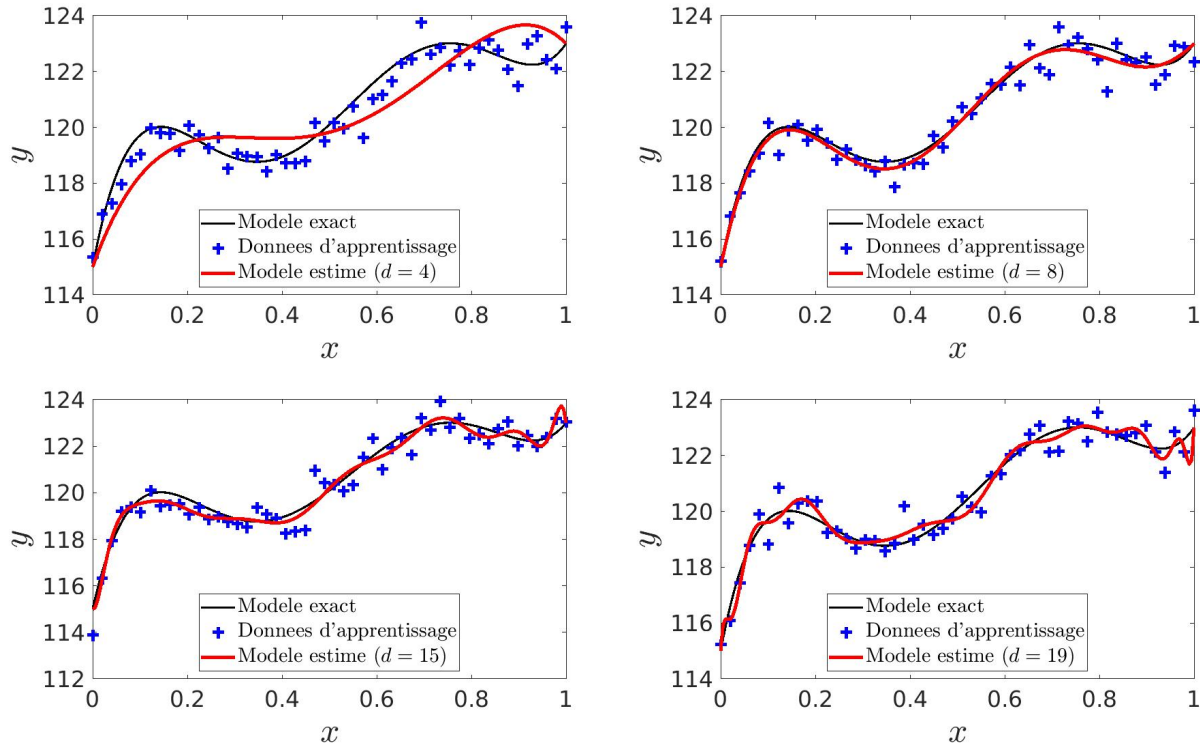 124
122
120
118
116
114
y
Modele exact
Donnees d'apprentissage
Modele estime (d = 4)
0 0.2 0.4 0.6 0.8 1
x
124
122
120
118
116
114
y
Modele exact
Donnees d'apprentissage
Modele estime (d = 8)
0 0.2 0.4 0.6 0.8 1
x
124
122
120
118
116
114
112
y
Modele exact
Donnees d'apprentissage
Modele estime (d = 15)
0 0.2 0.4 0.6 0.8 1
x
124
122
120
118
116
114
y
Modele exact
Donnees d'apprentissage
Modele estime (d = 19)
0 0.2 0.4 0.6 0.8 1
x